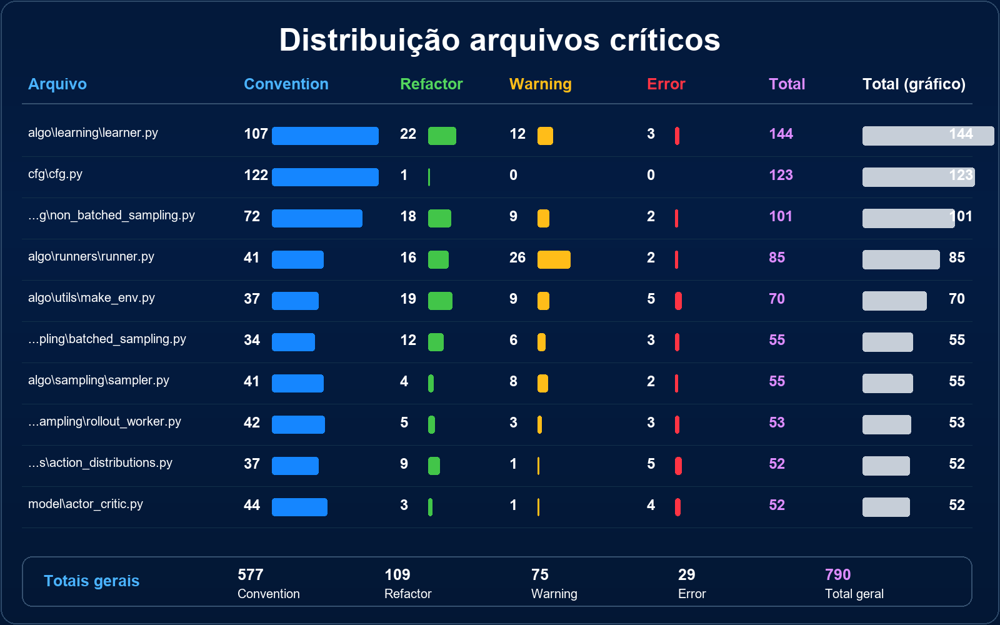 Distribuição arquivos críticos
Arquivo Convention Refactor Warning Error Total Total (gráfico)
algo\learning\learner.py 107 22 12 3 144 144
cfg\cfg.py 122 1 0 0 123 123
...g\non_batched_sampling.py 72 18 9 2 101 101
algo\runners\runner.py 41 16 26 2 85 85
algo\utils\make_env.py 37 19 9 5 70 70
...pling\batched_sampling.py 34 12 6 3 55 55
algo\sampling\sampler.py 41 4 8 2 55 55
...ampling\rollout_worker.py 42 5 3 3 53 53
...s\action_distributions.py 37 9 1 5 52 52
model\actor_critic.py 44 3 1 4 52 52
Totais gerais
577 109 75 29 790
Convention Refactor Warning Error Total geral